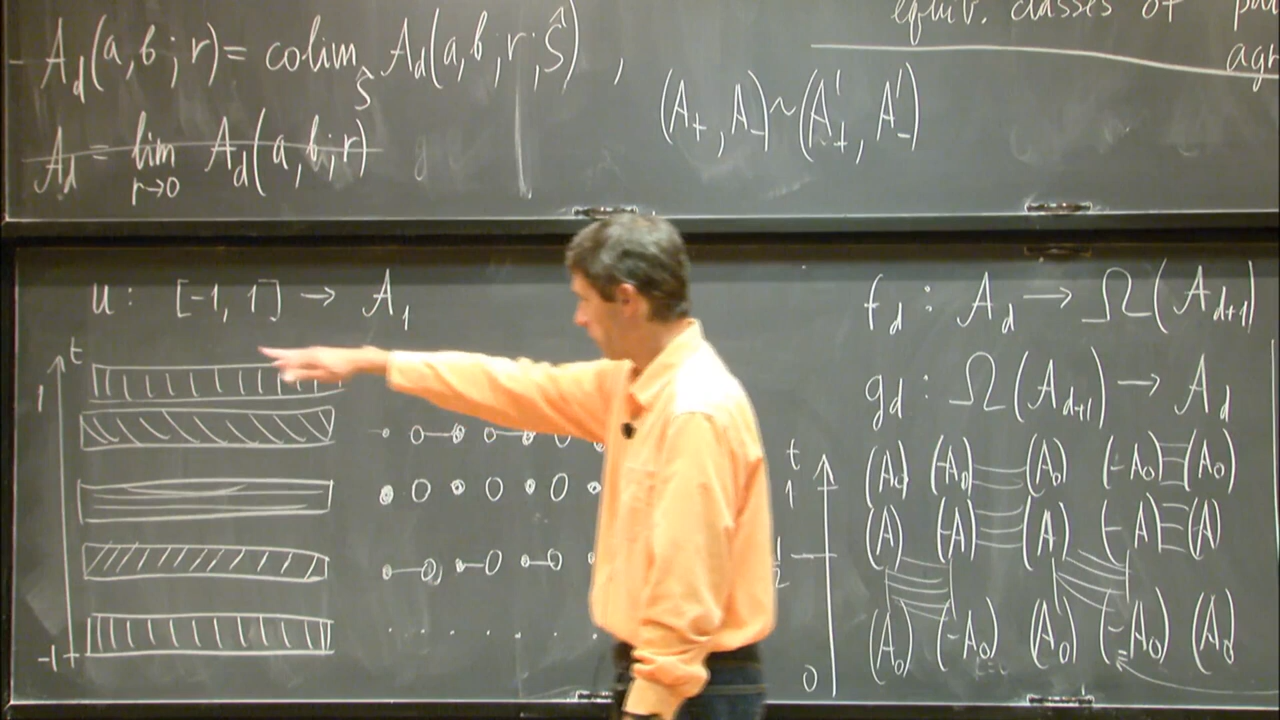 A_d(a,b;r) = colim_Ŝ A_d(a,b,r;Ŝ),
A_d = lim_{r→0} A_d(a,b;r)
equiv. classes of
(A_+, A_-) ~ (A'_+, A'_-)
u: [-1, 1] → A_1
t
1
-1
t
1
1/2
0
f_d : A_d → Ω(A_{d+1})
g_d : Ω(A_{d+1}) → A_d
(A_0) (-A_0) (A_0) (-A_0) (A_0)
(A) (-A) (A) (-A) (A)
(A_0) (-A_0) (A_0) (-A_0) (A_0)